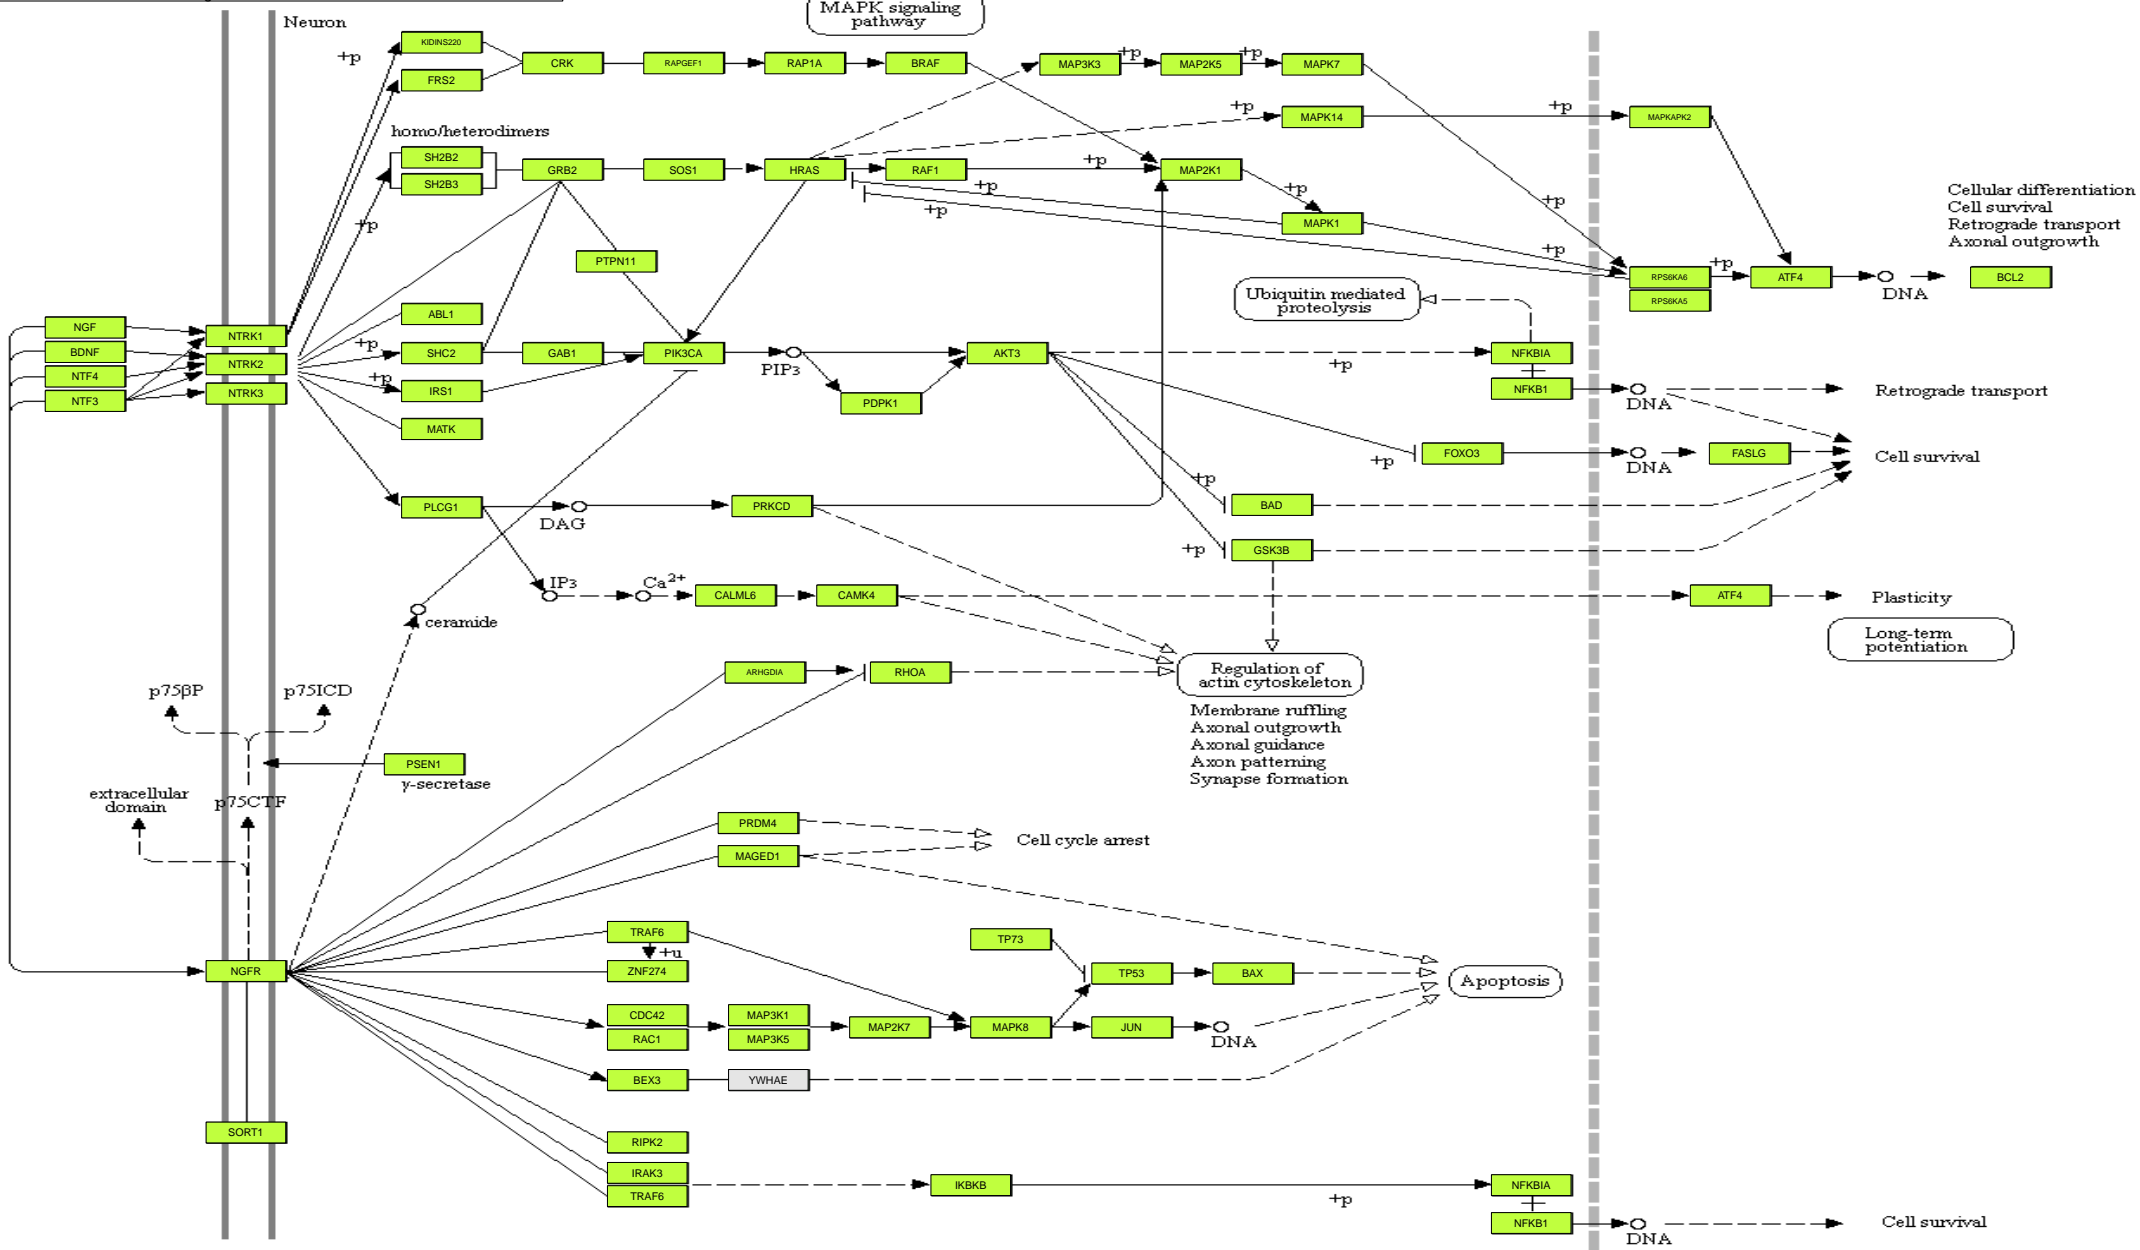 MAPK signaling
pathway
Neuron
+p
KIDINS220
FRS2
CRK
RAPGEF1
RAP1A
BRAF
MAP3K3
+p
MAP2K5
+p
MAPK7
+p
MAPK14
+p
MAPKAPK2
homo/heterodimers
SH2B2
SH2B3
GRB2
SOS1
HRAS
RAF1
+p
MAP2K1
+p
+p
+p
+p
MAPK1
+p
+p
Cellular differentiation
Cell survival
Retrograde transport
Axonal outgrowth
PTPN11
RPS6KA6
RPS6KA5
+p
ATF4
DNA
BCL2
Ubiquitin mediated
proteolysis
NGF
BDNF
NTF4
NTF3
NTRK1
NTRK2
NTRK3
ABL1
+p
SHC2
GAB1
PIK3CA
PIP3
AKT3
+p
NFKBIA
+p
IRS1
PDPK1
NFKB1
DNA
Retrograde transport
MATK
+p
FOXO3
DNA
FASLG
Cell survival
PLCG1
DAG
PRKCD
+p
BAD
+p
GSK3B
IP3
Ca2+
CALML6
CAMK4
ATF4
Plasticity
ceramide
Long-term
potentiation
ARHGDIA
RHOA
Regulation of
actin cytoskeleton
p75βP
p75ICD
Membrane ruffling
Axonal outgrowth
Axonal guidance
Axon patterning
Synapse formation
PSEN1
γ-secretase
extracellular
domain
p75CTF
PRDM4
MAGED1
Cell cycle arrest
TRAF6
+u
ZNF274
TP73
TP53
BAX
Apoptosis
NGFR
CDC42
RAC1
MAP3K1
MAP3K5
MAP2K7
MAPK8
JUN
DNA
BEX3
YWHAE
SORT1
RIPK2
IRAK3
TRAF6
IKBKB
+p
NFKBIA
NFKB1
DNA
Cell survival